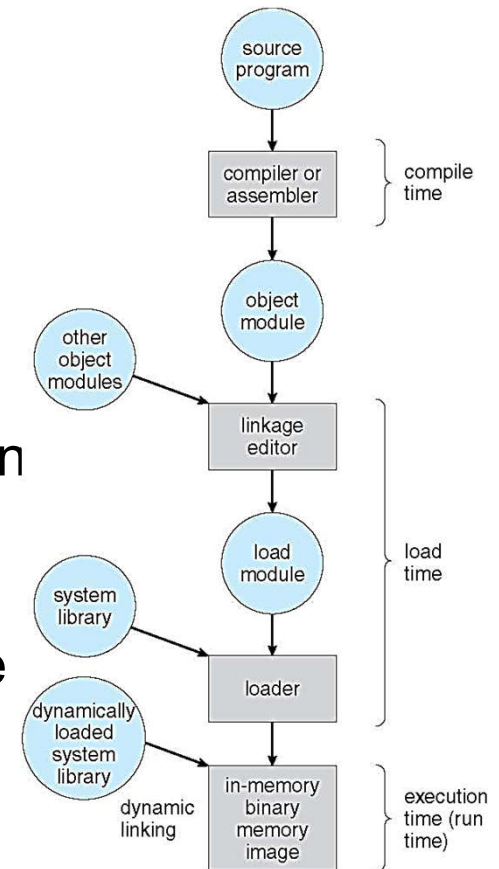 source
program
compiler or
assembler
compile
time
object
module
other
object
modules
linkage
editor
n
load
module
load
time
system
library
e
loader
dynamically
loaded
system
library
in-memory
binary
memory
image
dynamic
linking
execution
time (run
time)